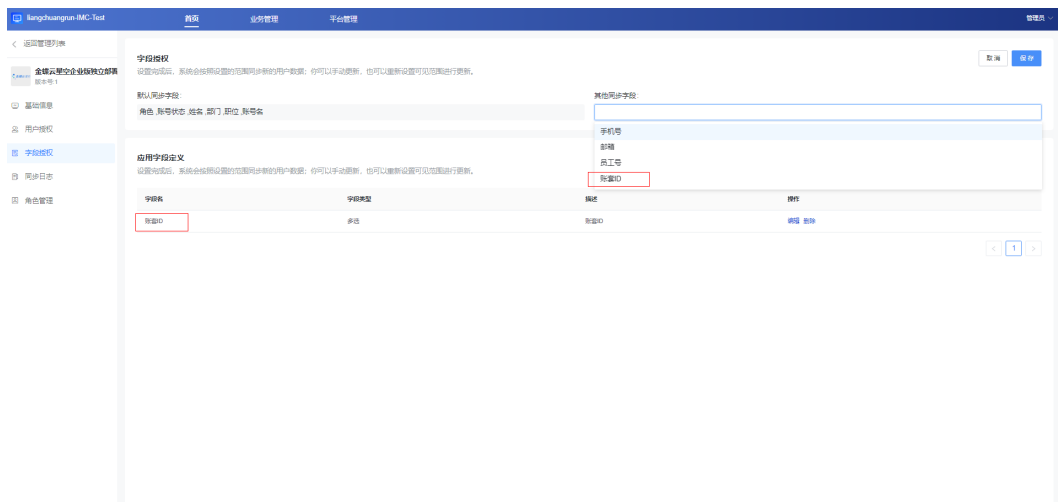 liangchuangrun-IMC-Test 首页 业务管理 平台管理 管理员
返回管理列表
金蝶云星空企业版独立部署
版本号:1
基础信息
用户授权
字段授权
同步日志
角色管理
字段授权
取消 保存
设置完成后，系统会按照设置的范围同步新的用户数据；你可以手动更新，也可以重新设置可见范围进行更新。
默认同步字段: 其他同步字段:
角色 ,账号状态 ,姓名 ,部门 ,职位 ,账号名
手机号
邮箱
员工号
账套ID
应用字段定义
设置完成后，系统会按照设置的范围同步新的用户数据；你可以手动更新，也可以重新设置可见范围进行更新。
字段名 字段类型 描述 操作
账套ID 多选 账套ID 编辑 删除
< 1 >